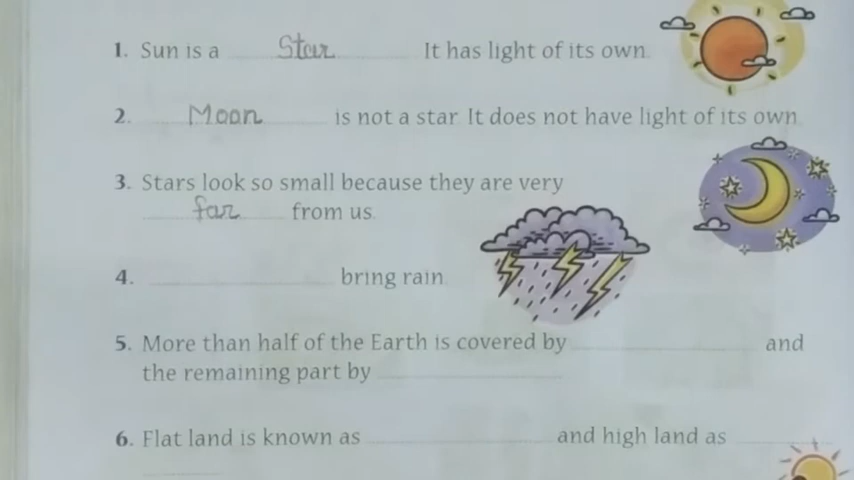 1. Sun is a Star It has light of its own.
2. Moon is not a star It does not have light of its own.
3. Stars look so small because they are very
far from us.
4. bring rain
5. More than half of the Earth is covered by and
the remaining part by
6. Flat land is known as and high land as